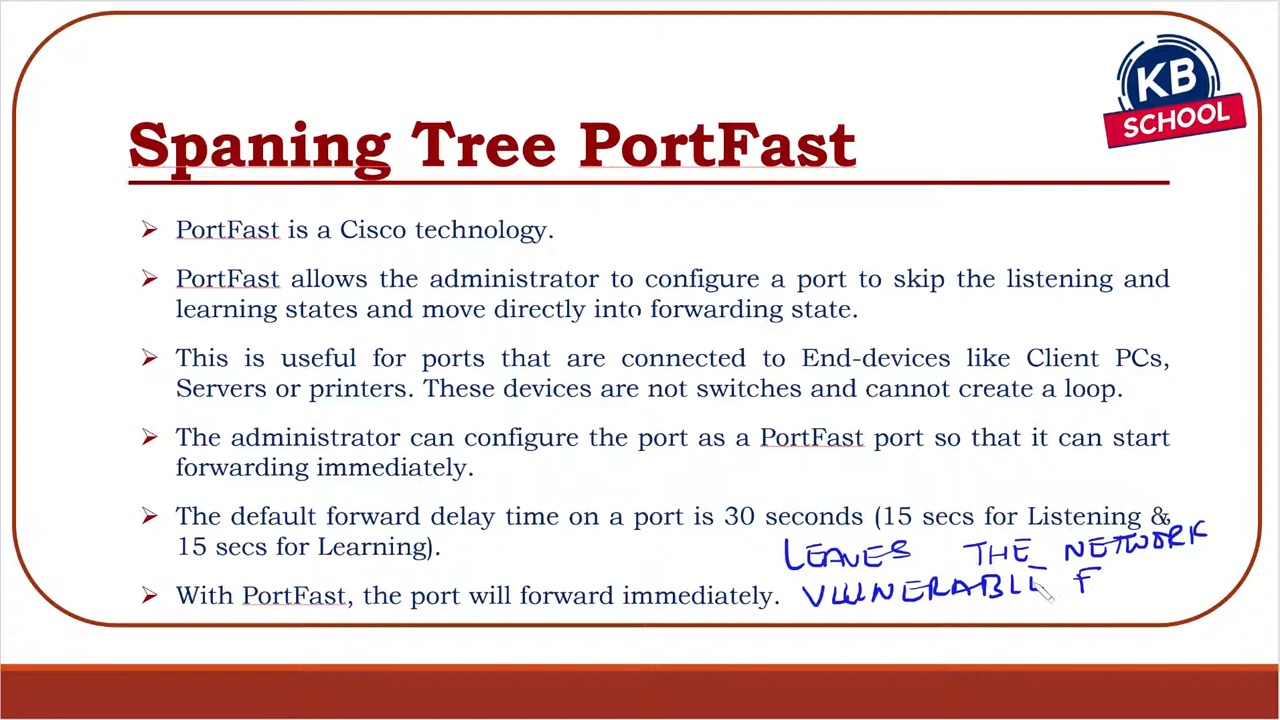 KB
SCHOOL
Spaning Tree PortFast
PortFast is a Cisco technology.
PortFast allows the administrator to configure a port to skip the listening and
learning states and move directly into forwarding state.
This is useful for ports that are connected to End-devices like Client PCs,
Servers or printers. These devices are not switches and cannot create a loop.
The administrator can configure the port as a PortFast port so that it can start
forwarding immediately.
The default forward delay time on a port is 30 seconds (15 secs for Listening &
15 secs for Learning).
LEAVES THE NETWORK
With PortFast, the port will forward immediately.
VULNERABLE F